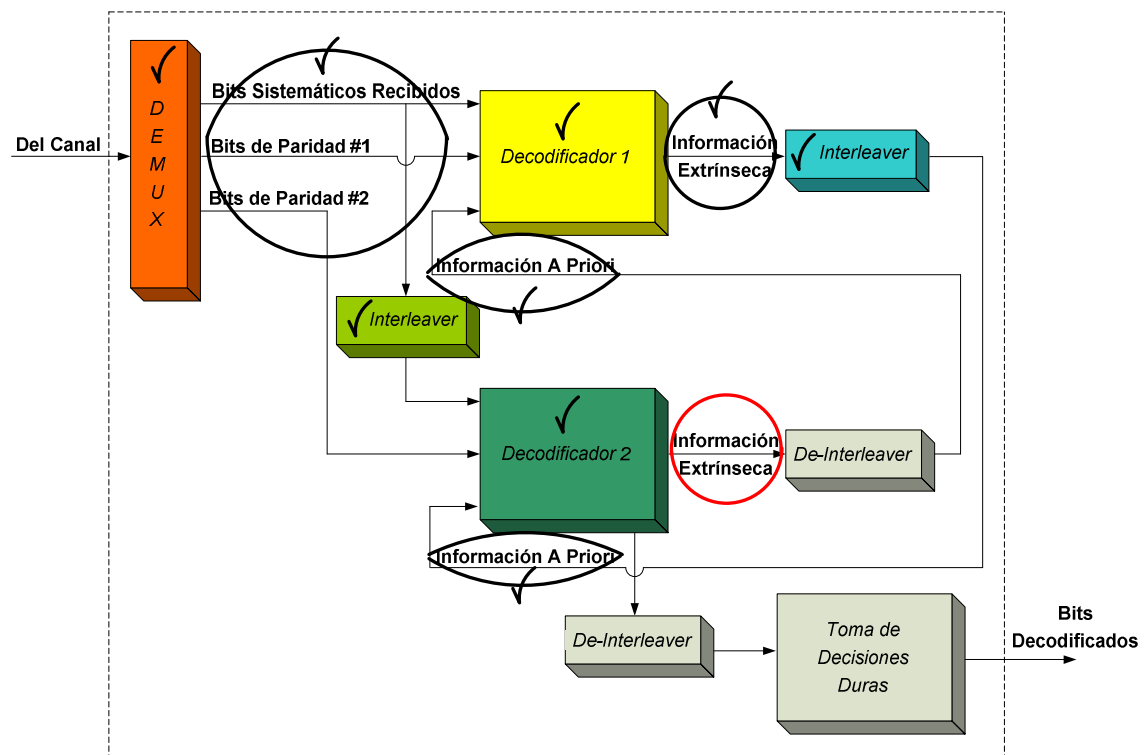 Del Canal
D
E
M
U
X
Bits Sistemáticos Recibidos
Bits de Paridad #1
Bits de Paridad #2
Decodificador 1
Información
Extrínseca
Interleaver
Información A Priori
Interleaver
Decodificador 2
Información
Extrínseca
De-Interleaver
Información A Priori
De-Interleaver
Toma de
Decisiones
Duras
Bits
Decodificados